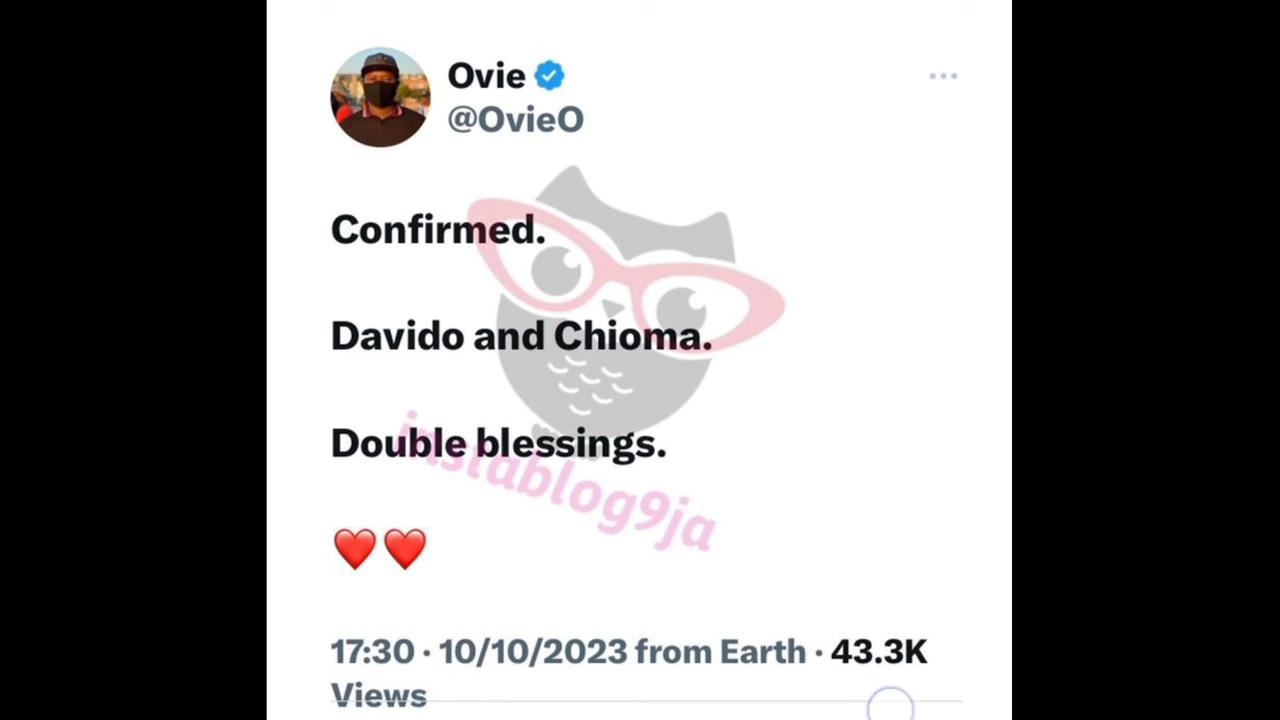 Ovie
@OvieO
Confirmed.
Davido and Chioma.
Double blessings.
instablog9ja
17:30 · 10/10/2023 from Earth · 43.3K
Views